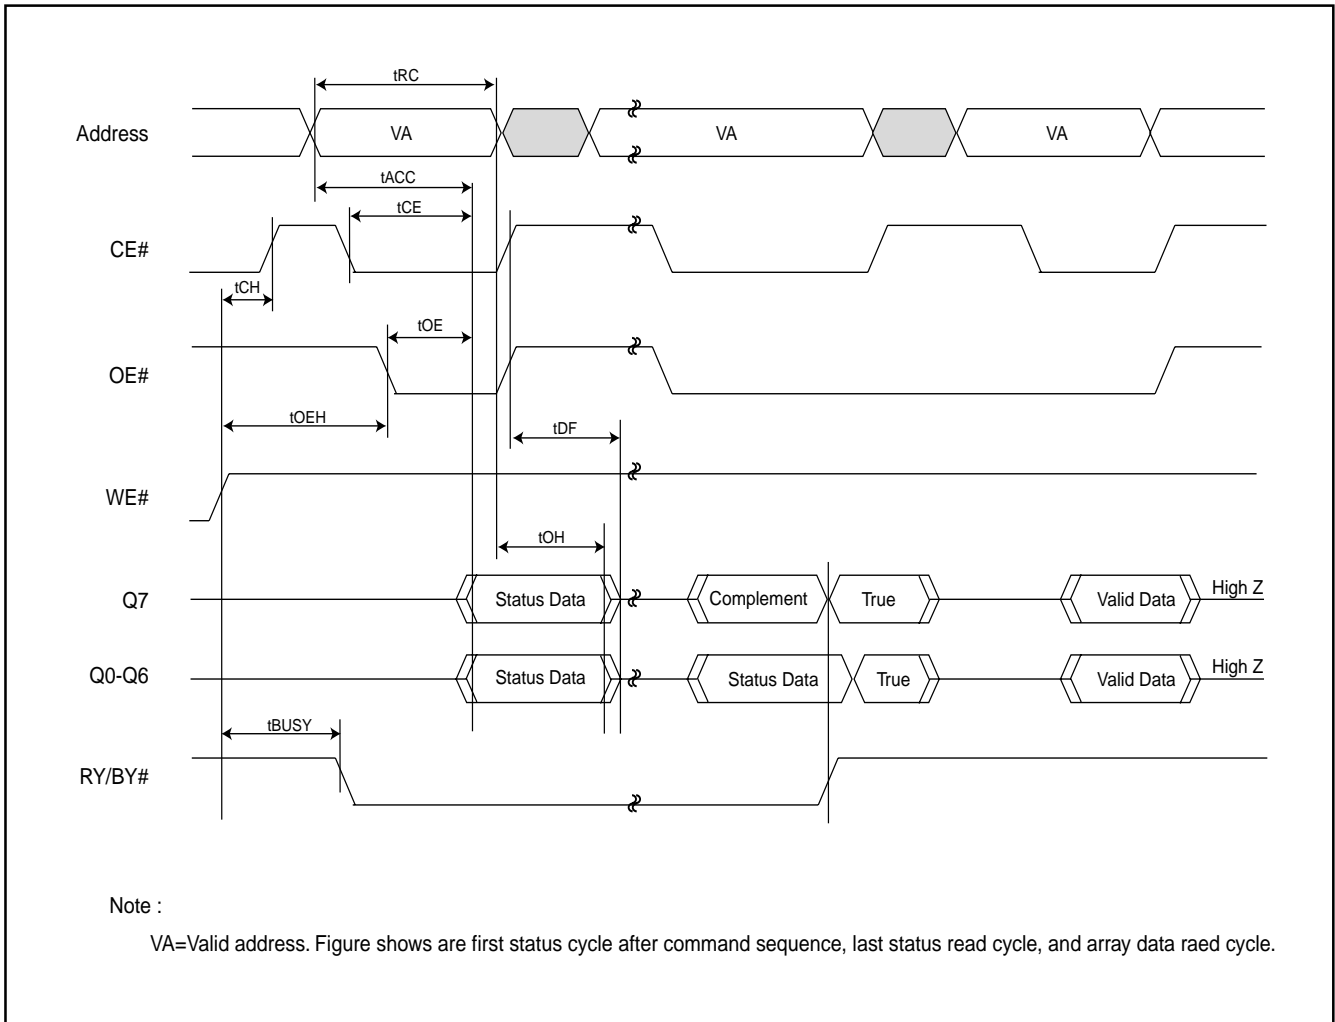 tRC
Address
VA
VA
VA
tACC
tCE
CE#
tCH
tOE
OE#
tOEH
tDF
WE#
tOH
Q7
Status Data
Complement
True
Valid Data
High Z
Q0-Q6
Status Data
Status Data
True
Valid Data
High Z
tBUSY
RY/BY#
Note :
VA=Valid address. Figure shows are first status cycle after command sequence, last status read cycle, and array data raed cycle.